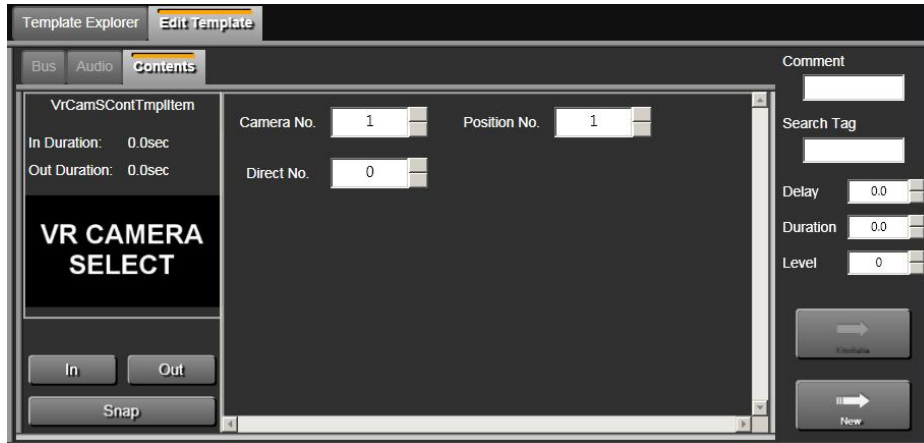 Template Explorer Edit Template
Bus Audio Contents
VrCamSContTmplItem
In Duration: 0.0sec
Out Duration: 0.0sec
VR CAMERA
SELECT
In Out
Snap
Camera No. 1 Position No. 1
Direct No. 0
Comment
Search Tag
Delay 0.0
Duration 0.0
Level 0
New